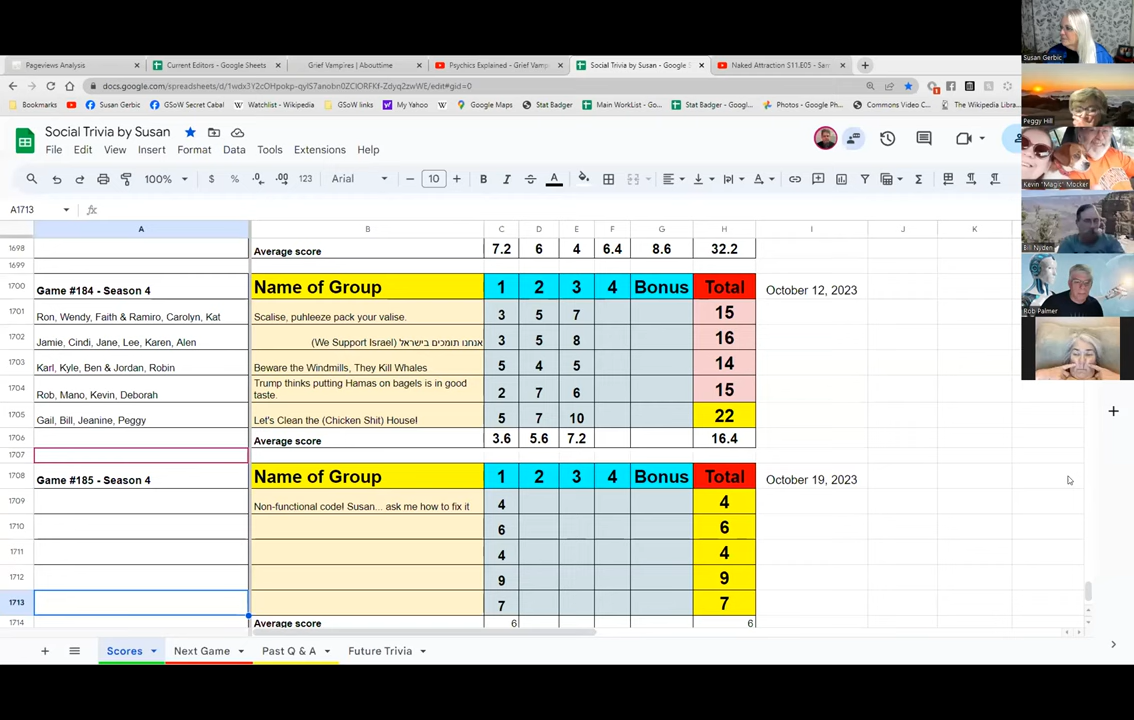 Pageviews Analysis
Current Editors - Google Sheets
Grief Vampires | Abouttime
Psychics Explained - Grief Vamp
Social Trivia by Susan - Google S
Naked Attraction S11.E05 - Sam
Bookmarks
Susan Gerbic
GSoW Secret Cabal
Watchlist - Wikipedia
GSoW links
My Yahoo
Google Maps
Stat Badger
Main WorkList - Go...
Stat Badger - Googl...
Photos - Google Ph...
Commons Video C...
The Wikipedia Libra
Social Trivia by Susan
File Edit View Insert Format Data Tools Extensions Help
100% $ % .0 .00 123 Arial 10 B I S A
A1713 fx
A B C D E F G H I J K
1698 Average score 7.2 6 4 6.4 8.6 32.2
1699
1700 Game #184 - Season 4 Name of Group 1 2 3 4 Bonus Total October 12, 2023
1701 Ron, Wendy, Faith & Ramiro, Carolyn, Kat Scalise, puhleeze pack your valise. 3 5 7 15
1702 Jamie, Cindi, Jane, Lee, Karen, Alen אנחנו תומכים בישראל (We Support Israel) 3 5 8 16
1703 Karl, Kyle, Ben & Jordan, Robin Beware the Windmills, They Kill Whales 5 4 5 14
Trump thinks putting Hamas on bagels is in good
1704 Rob, Mano, Kevin, Deborah taste. 2 7 6 15
1705 Gail, Bill, Jeanine, Peggy Let's Clean the (Chicken Shit) House! 5 7 10 22
1706 Average score 3.6 5.6 7.2 16.4
1707
1708 Game #185 - Season 4 Name of Group 1 2 3 4 Bonus Total October 19, 2023
1709 Non-functional code! Susan... ask me how to fix it 4 4
1710 6 6
1711 4 4
1712 9 9
1713 7 7
1714 Average score 6 6
Scores Next Game Past Q & A Future Trivia
Susan Gerbic
Peggy Hill
Kevin "Magic" Mocker
Bill Nyden
Rob Palmer